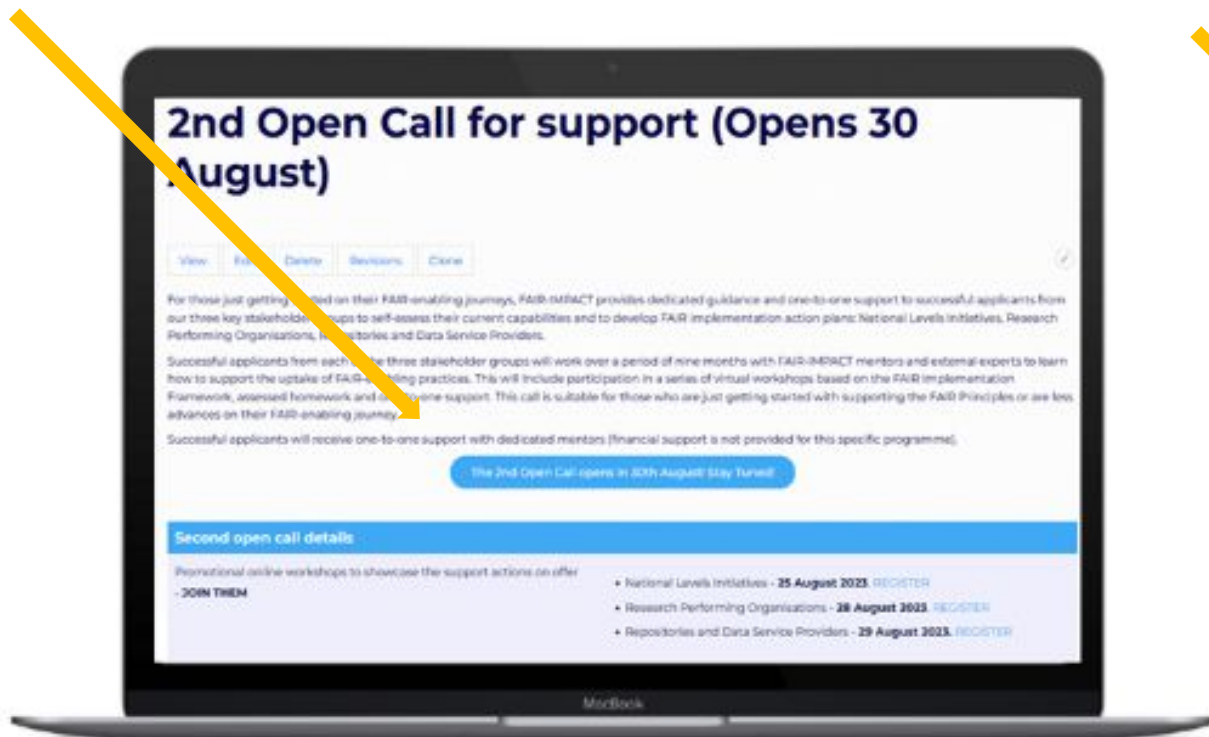 2nd Open Call for support (Opens 30
August)
View Edit Delete Revisions Clone
For those just getting started on their FAIR-enabling journeys, FAIR-IMPACT provides dedicated guidance and one-to-one support to successful applicants from
our three key stakeholder groups to self-assess their current capabilities and to develop FAIR implementation action plans: National Levels Initiatives, Research
Performing Organisations, Repositories and Data Service Providers.
Successful applicants from each of the three stakeholder groups will work over a period of nine months with FAIR-IMPACT mentors and external experts to learn
how to support the uptake of FAIR-enabling practices. This will include participation in a series of virtual workshops based on the FAIR Implementation
Framework, assessed homework and one-to-one support. This call is suitable for those who are just getting started with supporting the FAIR Principles or are less
advances on their FAIR-enabling journey.
Successful applicants will receive one-to-one support with dedicated mentors (financial support is not provided for this specific programme).
The 2nd Open Call opens in 30th August! Stay Tuned!
Second open call details
Promotional online workshops to showcase the support actions on offer
- JOIN THEM
• National Levels Initiatives - 25 August 2023. REGISTER
• Research Performing Organisations - 28 August 2023. REGISTER
• Repositories and Data Service Providers - 29 August 2023. REGISTER
MacBook